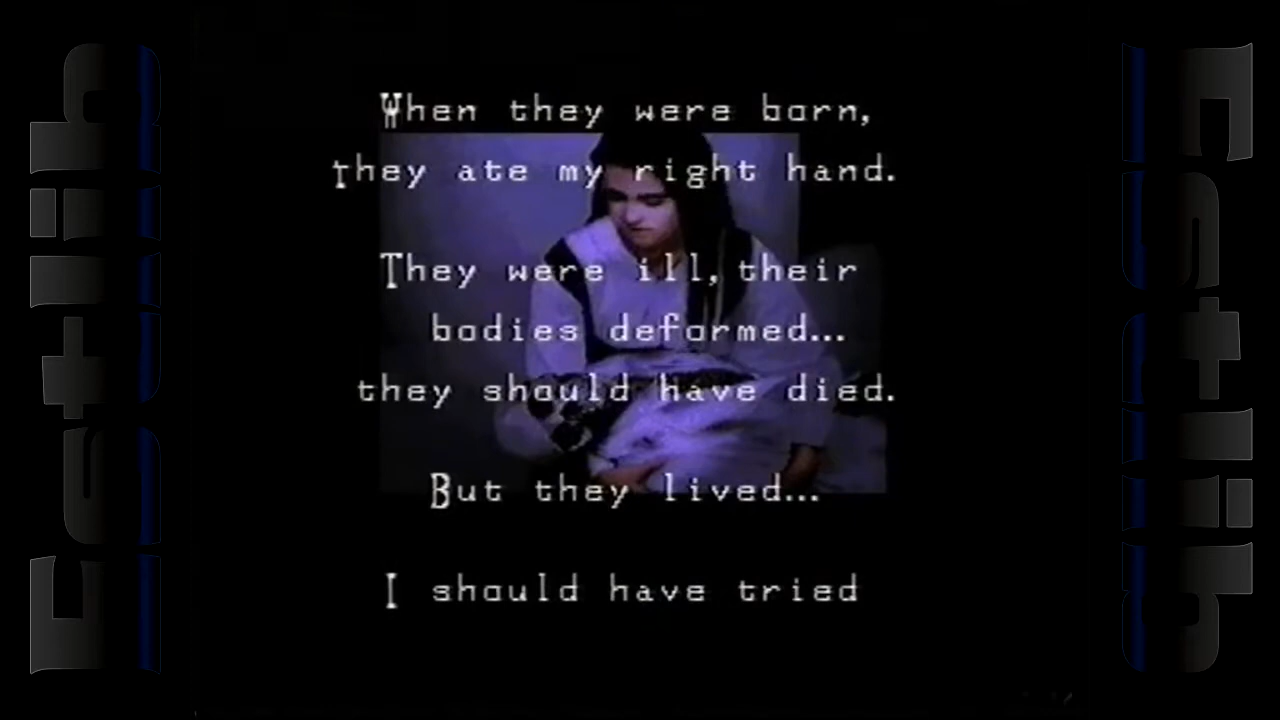 When they were born,
they ate my right hand.
They were ill, their
bodies deformed...
they should have died.
But they lived...
I should have tried